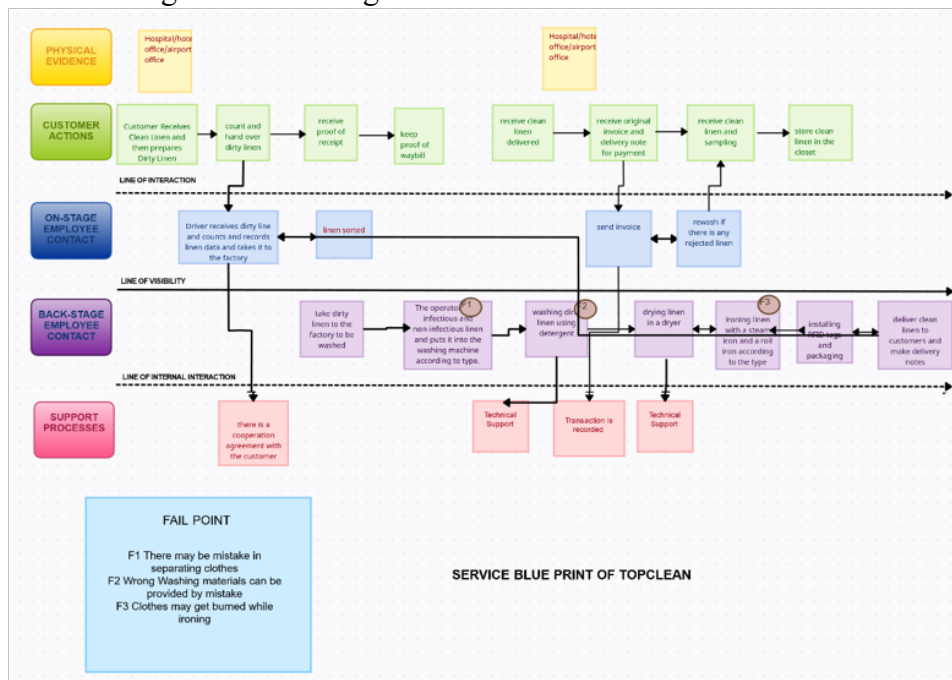 PHYSICAL
EVIDENCE
Hospital/hote
office/airport
office
Hospital/hote
office/airport
office
CUSTOMER
ACTIONS
Customer Receives
Clean Linen and
then prepares
Dirty Linen
count and
hand over
dirty linen
receive
proof of
receipt
keep
proof of
waybill
receive clean
linen
delivered
receive original
invoice and
delivery note
for payment
receive clean
linen and
sampling
store clean
linen in the
closet
LINE OF INTERACTION
ON-STAGE
EMPLOYEE
CONTACT
Driver receives dirty line
and counts and records
linen data and takes it to
the factory
linen sorted
send invoice
rewash if
there is any
rejected linen
LINE OF VISIBILITY
BACK-STAGE
EMPLOYEE
CONTACT
take dirty
linen to the
factory to be
washed
The operator
infectious and
non-infectious linen
and puts it into the
washing machine
according to type.
F1
washing dirt
linen using
detergent
F2
drying linen
in a dryer
ironing linen
with a steam
iron and a roll
iron according
to the type
F3
installing
RFID tags
and
packaging
deliver clean
linen to
customers and
make delivery
notes
LINE OF INTERNAL INTERACTION
SUPPORT
PROCESSES
there is a
cooperation
agreement with
the customer
Technical
Support
Transaction is
recorded
Technical
Support
FAIL POINT
F1 There may be mistake in
separating clothes
F2 Wrong Washing materials can be
provided by mistake
F3 Clothes may get burned while
ironing
SERVICE BLUE PRINT OF TOPCLEAN